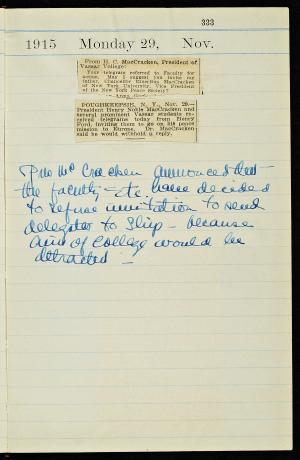 333
1915 Monday 29, Nov.
From H. C. MacCracken, President of
Vassar College:
Your telegram referred to Faculty for
action. May I suggest you invite my
father, Chancellor Emeritus MacCracken
of New York University, Vice President
of the New York Peace Society?
POUGHKEEPSIE, N. Y., Nov. 29.—
President Henry Noble MacCracken and
several prominent Vassar students re-
ceived telegrams today from Henry
Ford, inviting them to go on his peace
mission to Europe. Dr. MacCracken
said he would withhold a reply.
Pres Mc Cracken announced that
the faculty – etc have decided
to refuse invitation to send
delegates to Ship – because
aim of College would be
detracted –